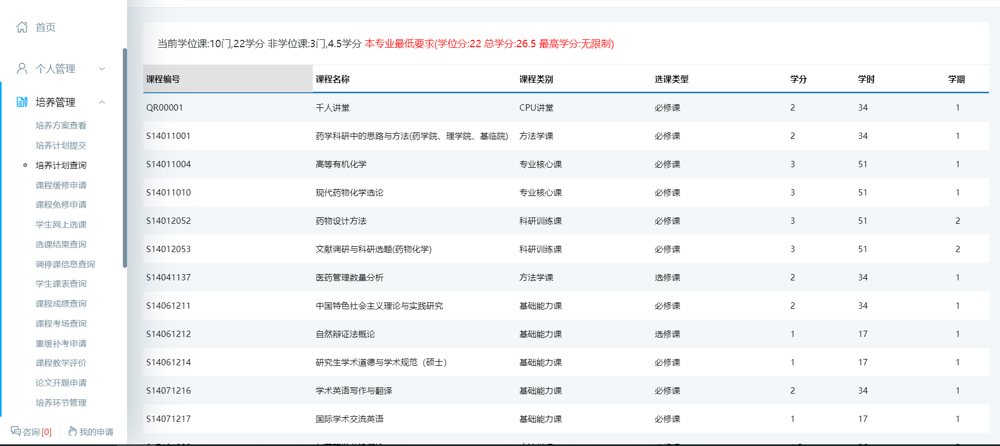 首页
个人管理
培养管理
培养方案查看
培养计划提交
培养计划查询
课程缓修申请
课程免修申请
学生网上选课
选课结果查询
调停课信息查询
学生课表查询
课程成绩查询
课程考场查询
重缓补考申请
课程教学评价
论文开题申请
培养环节管理
咨询[0] 我的申请
当前学位课:10门,22学分 非学位课:3门,4.5学分 本专业最低要求(学位分:22 总学分:26.5 最高学分:无限制)
课程编号 课程名称 课程类别 选课类型 学分 学时 学期
QR00001 千人讲堂 CPU讲堂 必修课 2 34 1
S14011001 药学科研中的思路与方法(药学院、理学院、基临院) 方法学课 必修课 2 34 1
S14011004 高等有机化学 专业核心课 必修课 3 51 1
S14011010 现代药物化学选论 专业核心课 必修课 3 51 1
S14012052 药物设计方法 科研训练课 必修课 3 51 2
S14012053 文献调研与科研选题(药物化学) 科研训练课 必修课 3 51 2
S14041137 医药管理数量分析 方法学课 选修课 2 34 1
S14061211 中国特色社会主义理论与实践研究 基础能力课 必修课 2 34 1
S14061212 自然辩证法概论 基础能力课 选修课 1 17 1
S14061214 研究生学术道德与学术规范（硕士） 基础能力课 必修课 1 17 1
S14071216 学术英语写作与翻译 基础能力课 必修课 2 34 1
S14071217 国际学术交流英语 基础能力课 必修课 1 17 1